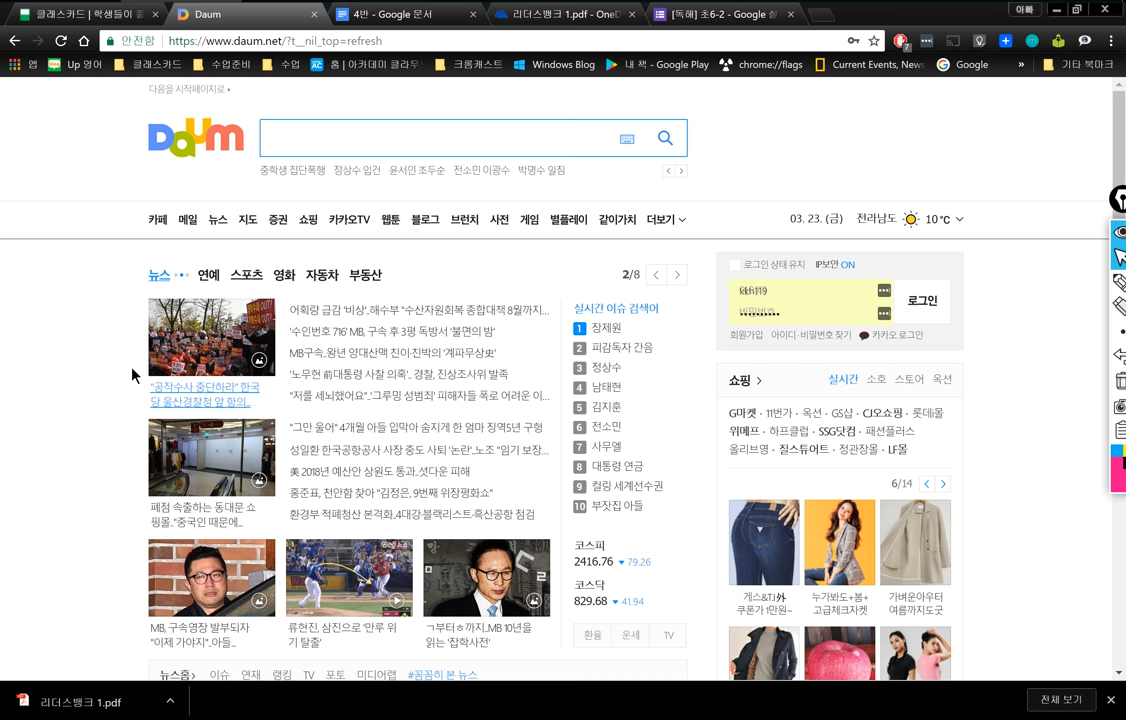 클래스카드 | 학생들이 좋
Daum
4반 - Google 문서
리더스뱅크 1.pdf - OneD
[독해] 초6-2 - Google 설
아빠
안전함
https://www.daum.net/?t__nil_top=refresh
앱
Up 영어
클래스카드
수업준비
수업
홈 | 아카데미 클라우
크롬캐스트
Windows Blog
내 책 - Google Play
chrome://flags
Current Events, News
Google
»
기타 북마크
다음을 시작페이지로
Daum
중학생 집단폭행 정상수 입건 윤서인 조두순 전소민 이광수 박명수 일침
카페 메일 뉴스 지도 증권 쇼핑 카카오TV 웹툰 블로그 브런치 사전 게임 별플레이 같이가치 더보기
03. 23. (금) 전라남도 10℃
뉴스 연예 스포츠 영화 자동차 부동산
2/8
"공작수사 중단하라" 한국
당 울산경찰청 앞 항의...
폐점 속출하는 동대문 쇼
핑몰.."중국인 때문에...
어획량 급감 '비상'..해수부 "수산자원회복 종합대책 8월까지...
'수인번호 716' MB, 구속 후 3평 독방서 '불면의 밤'
MB구속..왕년 양대산맥 친이·친박의 '계파무상史'
'노무현 前대통령 사찰 의혹'.. 경찰, 진상조사위 발족
"저를 세뇌했어요"..'그루밍 성범죄' 피해자들 폭로 어려운 이...
"그만 울어" 4개월 아들 입막아 숨지게 한 엄마 징역5년 구형
성일환 한국공항공사 사장 중도 사퇴 '논란'..노조 "임기 보장...
美 2018년 예산안 상원도 통과..셧다운 피해
홍준표, 천안함 찾아 "김정은, 9번째 위장평화쇼"
환경부 적폐청산 본격화..4대강·블랙리스트·흑산공항 점검
MB, 구속영장 발부되자
"이제 가야지"..아들...
류현진, 삼진으로 '만루 위
기 탈출'
ㄱ부터 ㅎ까지..MB 10년을
읽는 '잡학사전'
실시간 이슈 검색어
1 장제원
2 피감독자 간음
3 정상수
4 남태현
5 김지훈
6 전소민
7 사무엘
8 대통령 연금
9 컬링 세계선수권
10 부잣집 아들
코스피
2416.76 79.26
코스닥
829.68 41.94
환율 운세 TV
로그인 상태 유지 IP보안 ON
비밀번호
로그인
회원가입 아이디·비밀번호 찾기 카카오 로그인
쇼핑
실시간 소호 스토어 옥션
G마켓 · 11번가 · 옥션 · GS샵 · CJ오쇼핑 · 롯데몰
위메프 · 하프클럽 · SSG닷컴 · 패션플러스
올리브영 · 질스튜어트 · 정관장몰 · LF몰
6/14
게스&TJ外
쿠폰가 1만원~
누가봐도+봄+
고급체크자켓
가벼운아우터
여름까지도굿
뉴스홈 이슈 연재 랭킹 TV 포토 미디어랩 #꼼꼼히 본 뉴스
리더스뱅크 1.pdf
전체 보기